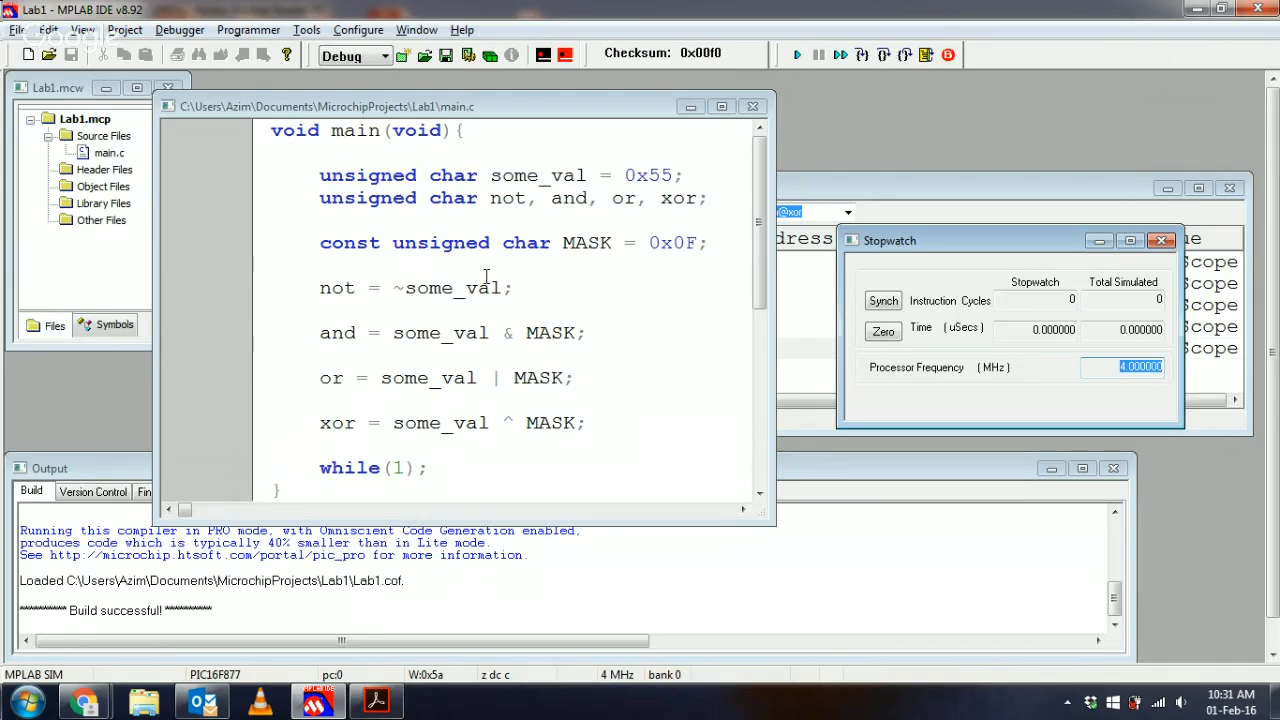 Lab1 - MPLAB IDE v8.92
File Edit View Project Debugger Programmer Tools Configure Window Help
Google
Debug
Checksum: 0x00f0
Lab1.mcw
Lab1.mcp
Source Files
main.c
Header Files
Object Files
Library Files
Other Files
Files
Symbols
C:\Users\Azim\Documents\MicrochipProjects\Lab1\main.c
void main(void){
unsigned char some_val = 0x55;
unsigned char not, and, or, xor;
const unsigned char MASK = 0x0F;
not = ~some_val;
and = some_val & MASK;
or = some_val | MASK;
xor = some_val ^ MASK;
while(1);
}
@xor
Scope
Scope
Scope
Scope
Scope
Stopwatch
Stopwatch Total Simulated
Synch Instruction Cycles 0 0
Zero Time (uSecs) 0.000000 0.000000
Processor Frequency (MHz) 4.000000
Output
Build Version Control Fin
Running this compiler in PRO mode, with Omniscient Code Generation enabled,
produces code which is typically 40% smaller than in Lite mode.
See http://microchip.htsoft.com/portal/pic_pro for more information.
Loaded C:\Users\Azim\Documents\MicrochipProjects\Lab1\Lab1.cof.
********** Build successful! **********
MPLAB SIM PIC16F877 pc:0 W:0x5a z dc c 4 MHz bank 0
10:31 AM
01-Feb-16